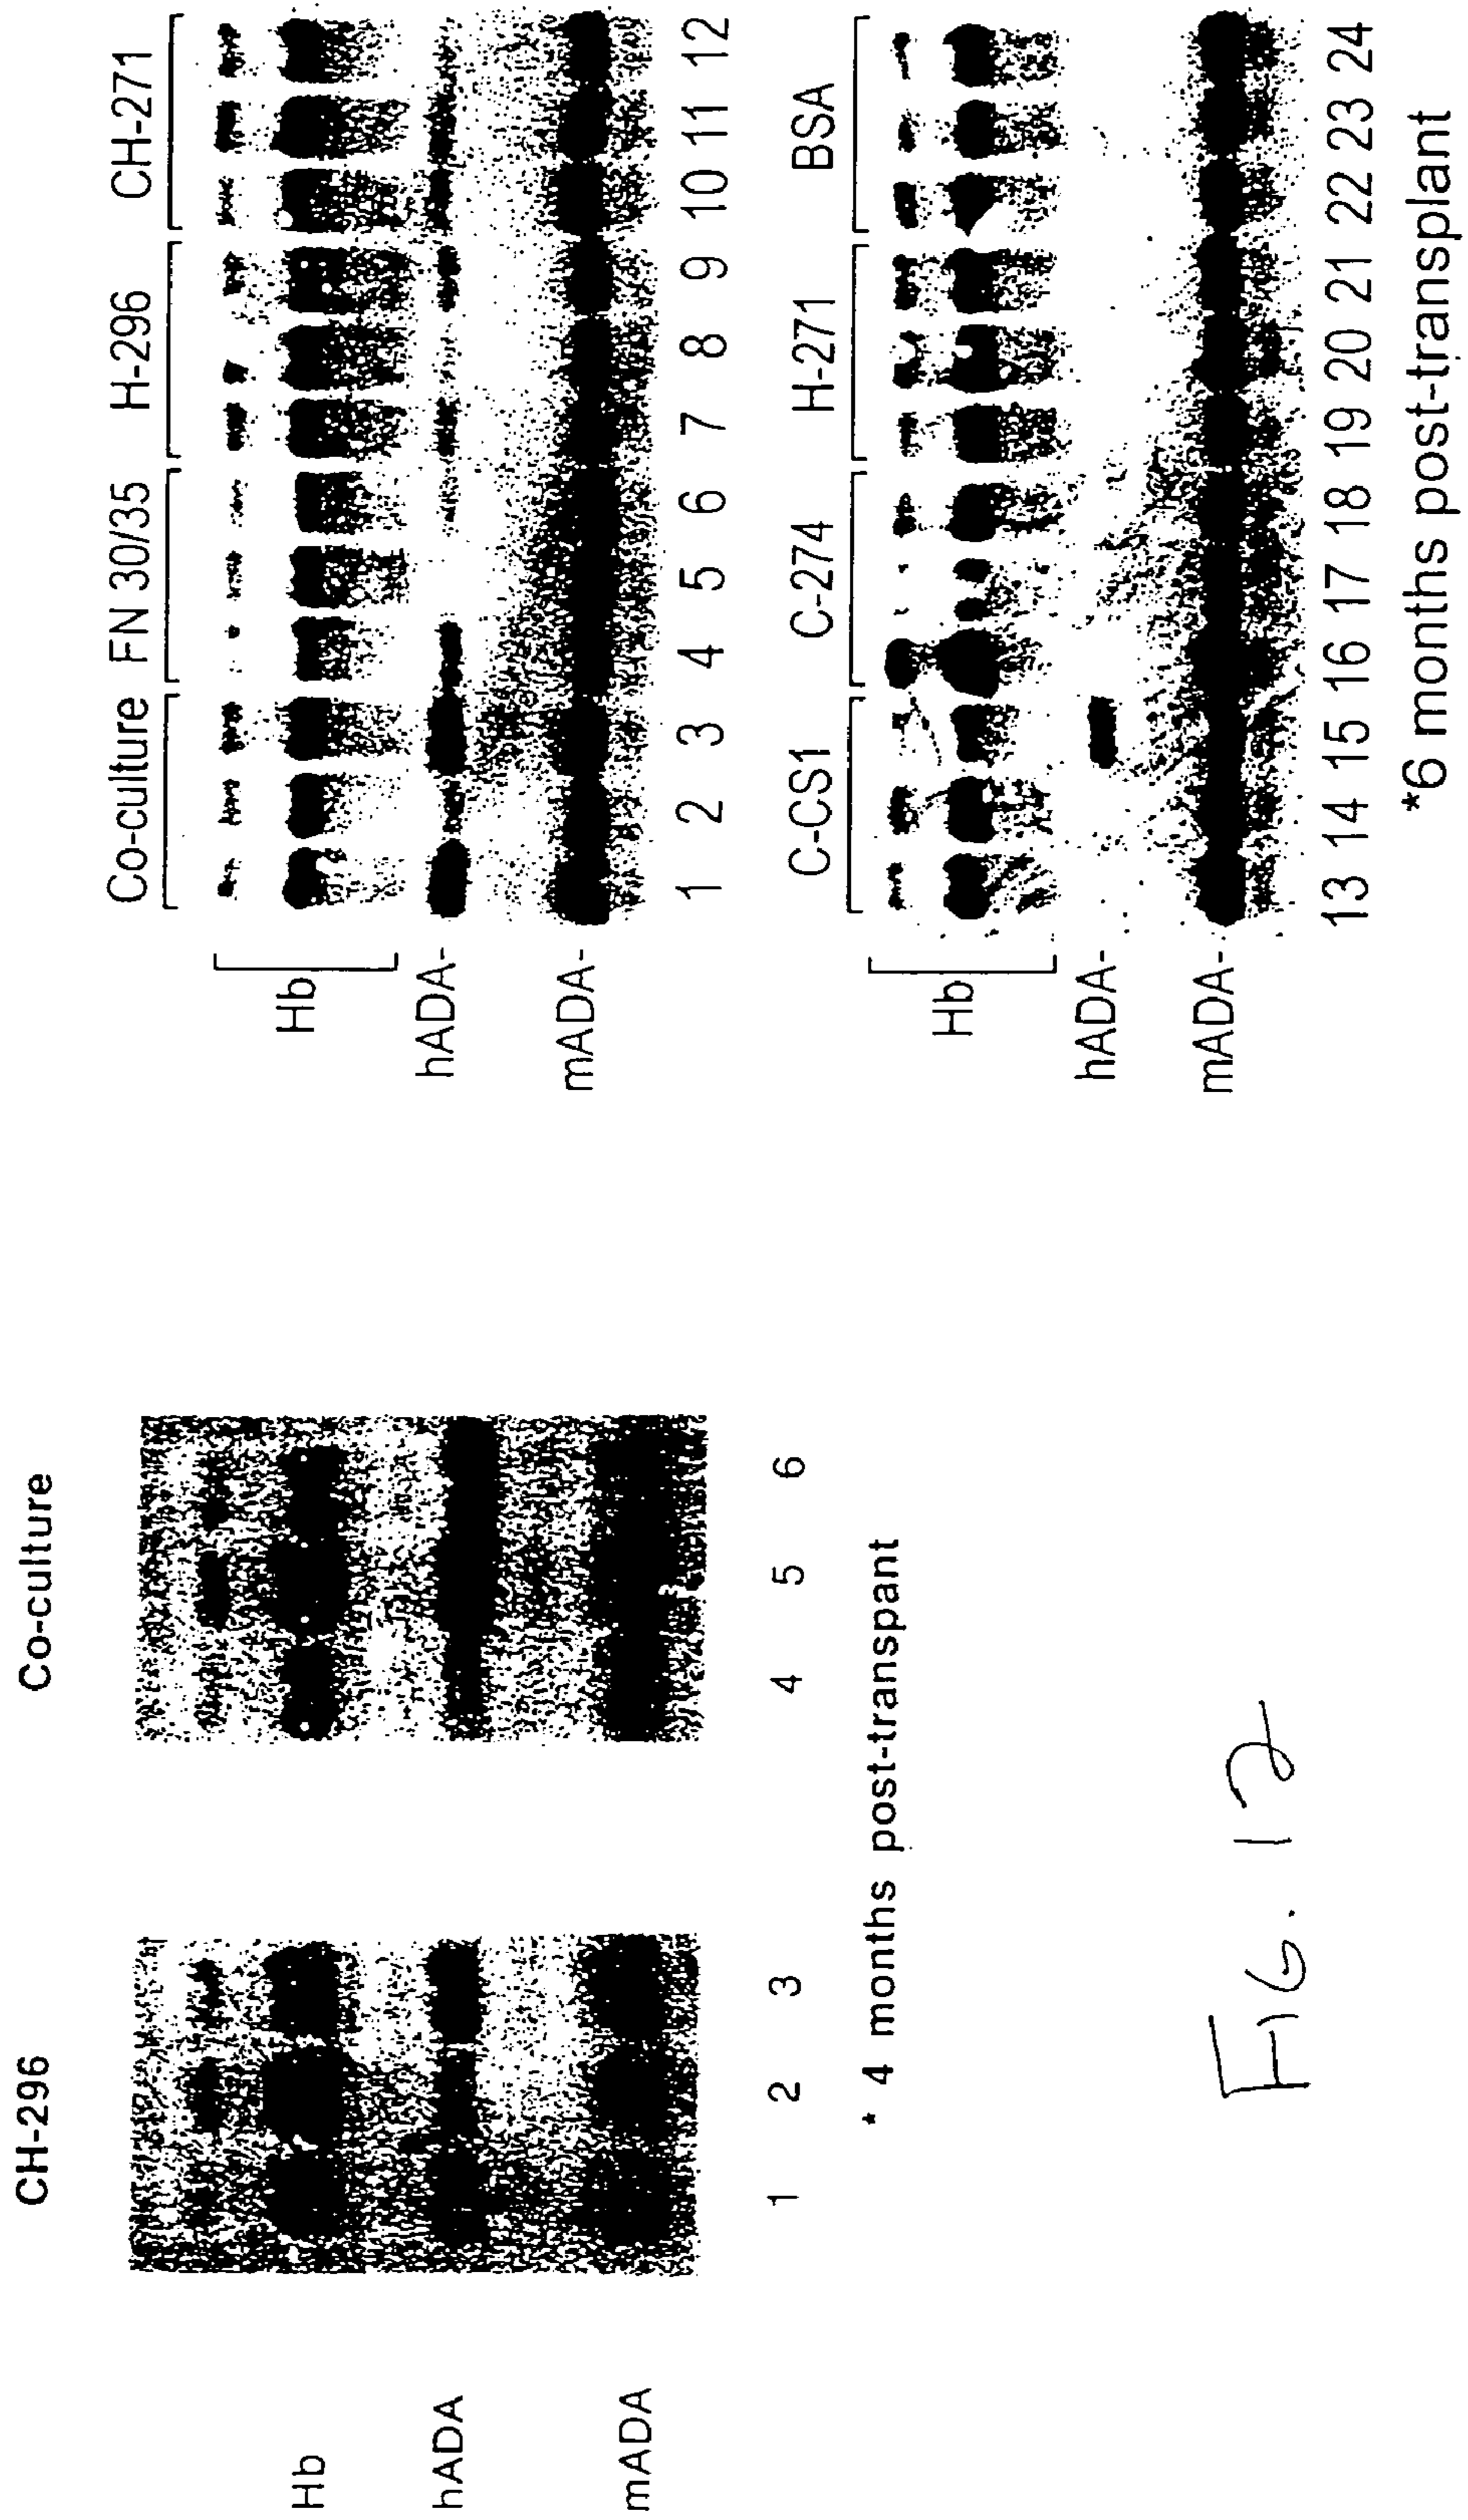 CH-296
Co-culture
Hb
hADA
mADA
1 2 3
4 5 6
* 4 months post-transpant
Co-culture FN 30/35 H-296 CH-271
Hb
hADA-
mADA-
1 2 3 4 5 6 7 8 9 10 11 12
C-CS1 C-274 H-271 BSA
Hb
hADA-
mADA-
13 14 15 16 17 18 19 20 21 22 23 24
*6 months post-transplant
FIG. 12